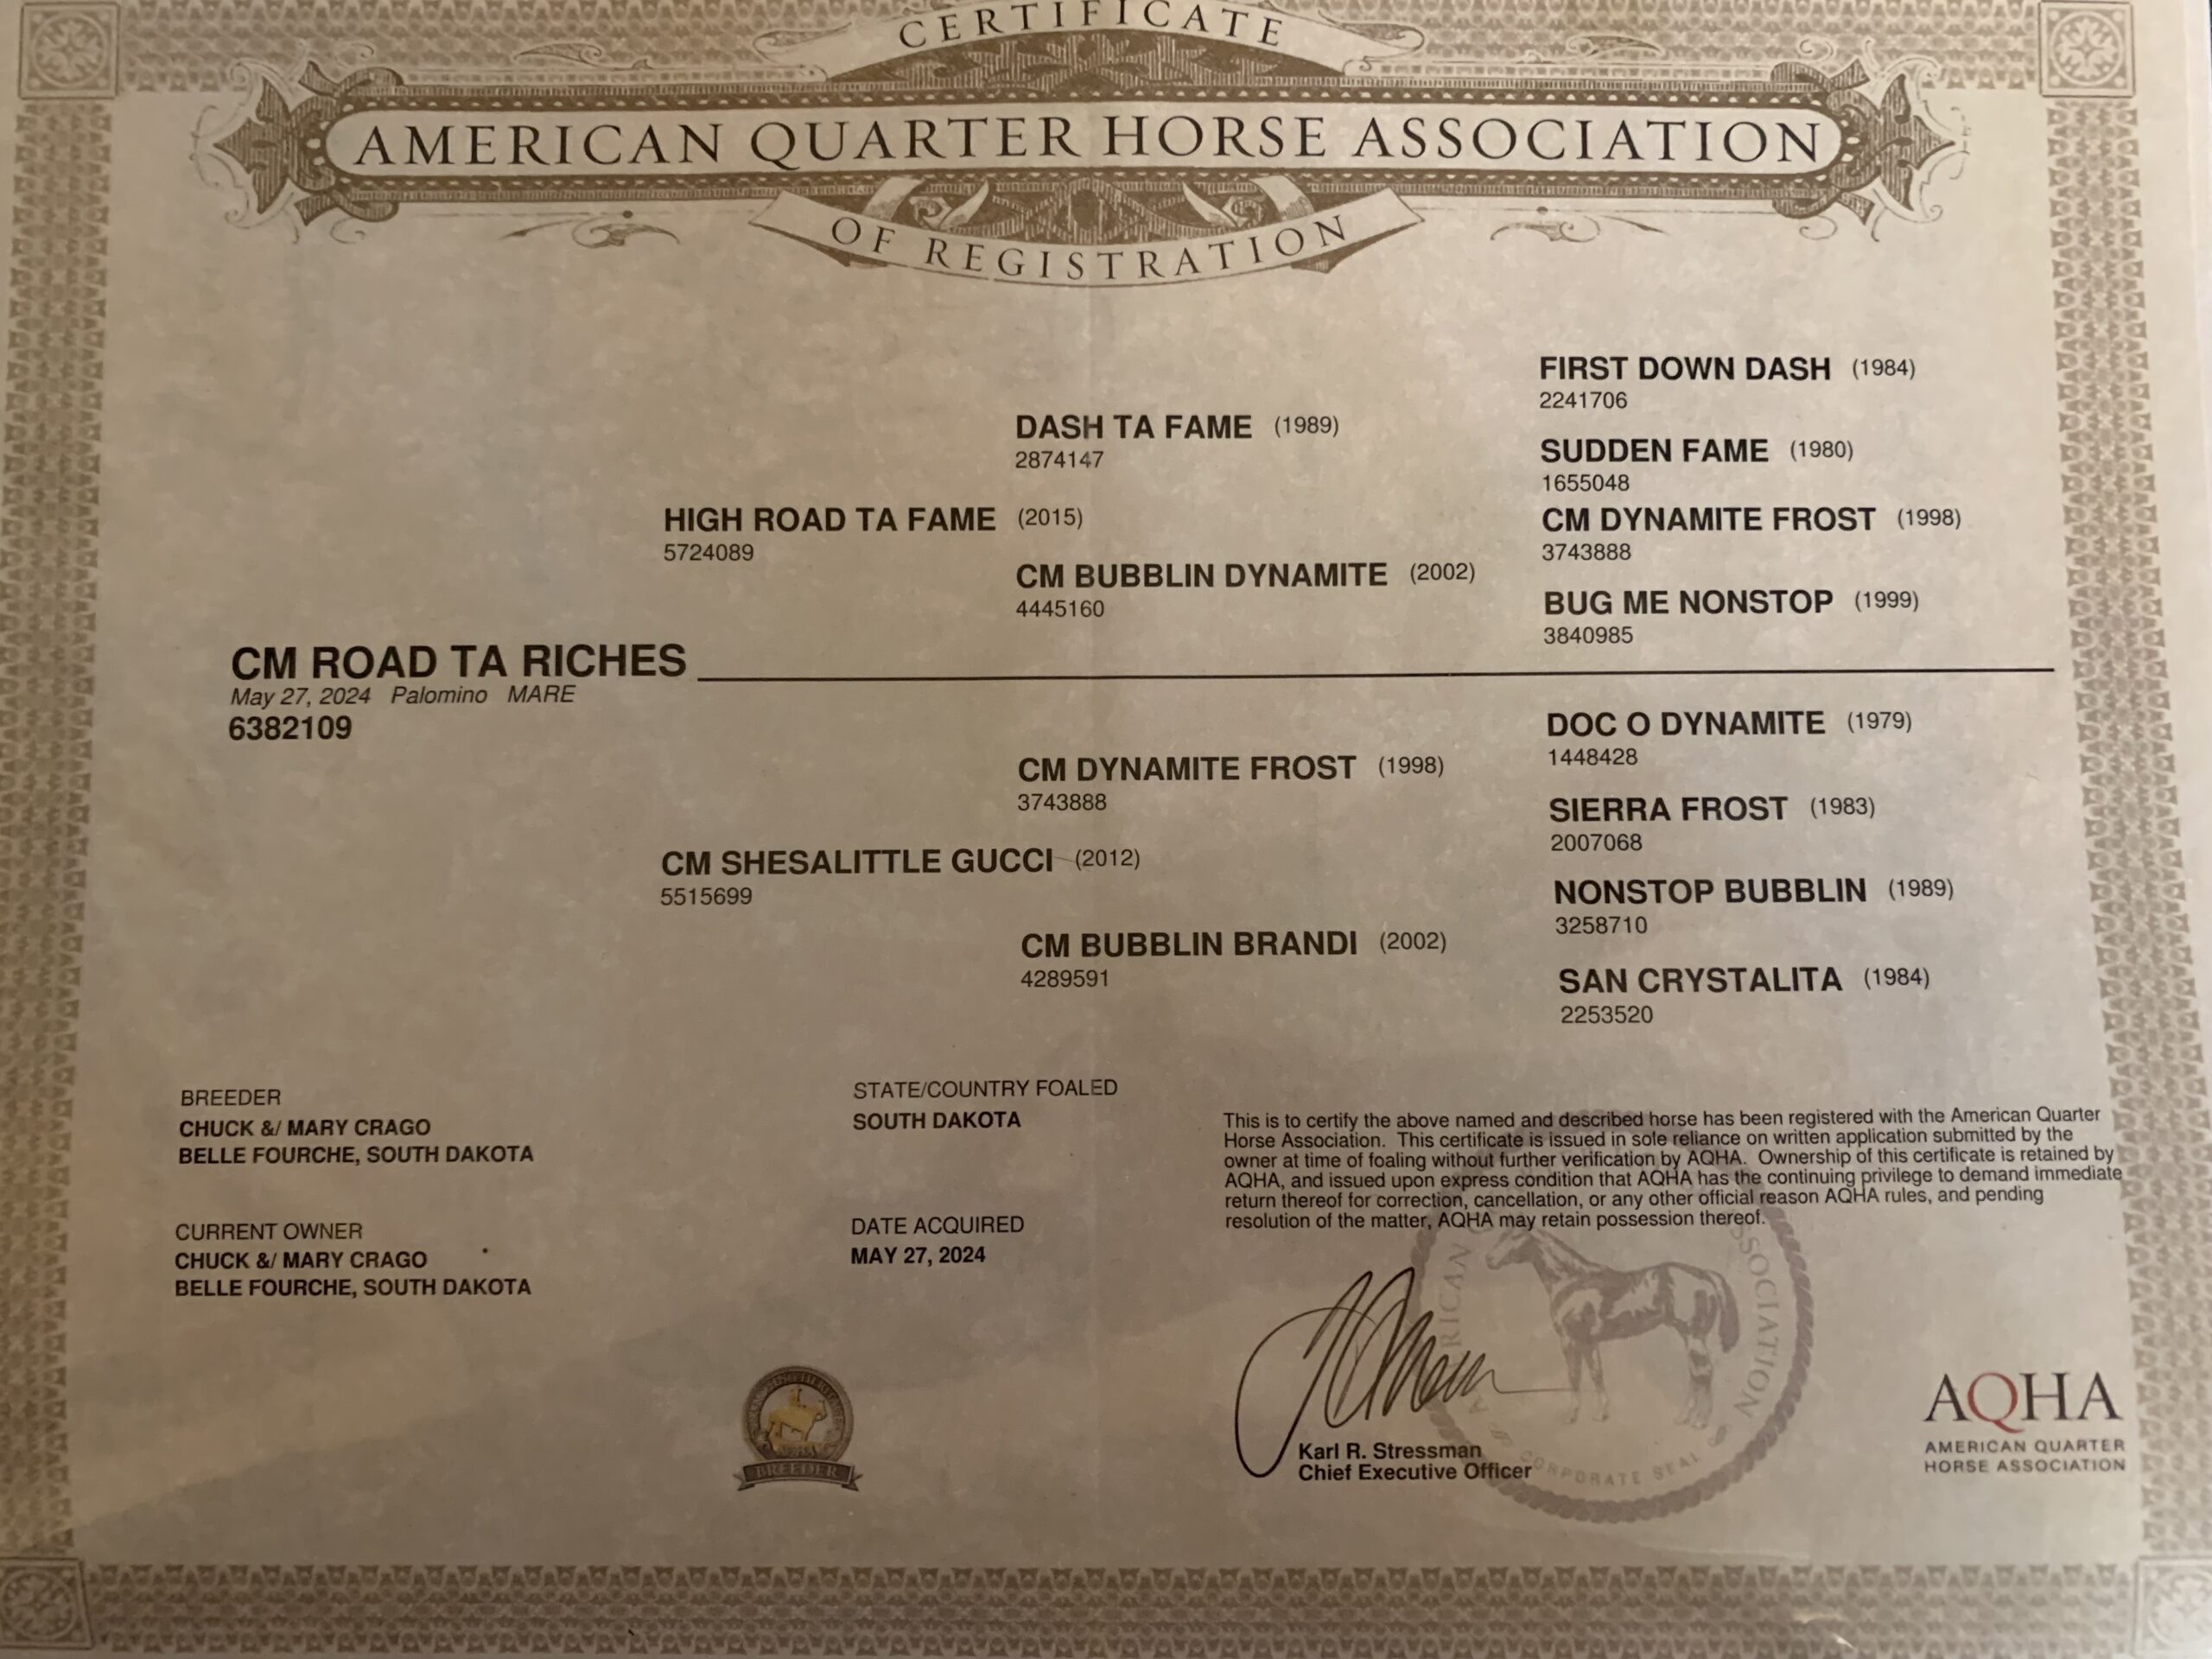 CERTIFICATE
AMERICAN QUARTER HORSE ASSOCIATION
OF REGISTRATION
FIRST DOWN DASH (1984)
2241706
DASH TA FAME (1989)
2874147
SUDDEN FAME (1980)
1655048
HIGH ROAD TA FAME (2015)
5724089
CM DYNAMITE FROST (1998)
3743888
CM BUBBLIN DYNAMITE (2002)
4445160
BUG ME NONSTOP (1999)
3840985
CM ROAD TA RICHES
May 27, 2024 Palomino MARE
6382109
DOC O DYNAMITE (1979)
1448428
CM DYNAMITE FROST (1998)
3743888
SIERRA FROST (1983)
2007068
CM SHESALITTLE GUCCI (2012)
5515699
NONSTOP BUBBLIN (1989)
3258710
CM BUBBLIN BRANDI (2002)
4289591
SAN CRYSTALITA (1984)
2253520
BREEDER
CHUCK &/ MARY CRAGO
BELLE FOURCHE, SOUTH DAKOTA
STATE/COUNTRY FOALED
SOUTH DAKOTA
CURRENT OWNER
CHUCK &/ MARY CRAGO
BELLE FOURCHE, SOUTH DAKOTA
DATE ACQUIRED
MAY 27, 2024
This is to certify the above named and described horse has been registered with the American Quarter
Horse Association. This certificate is issued in sole reliance on written application submitted by the
owner at time of foaling without further verification by AQHA. Ownership of this certificate is retained by
AQHA, and issued upon express condition that AQHA has the continuing privilege to demand immediate
return thereof for correction, cancellation, or any other official reason AQHA rules, and pending
resolution of the matter, AQHA may retain possession thereof.
BREEDER
Karl R. Stressman
Chief Executive Officer
CORPORATE SEAL
AQHA
AMERICAN QUARTER
HORSE ASSOCIATION